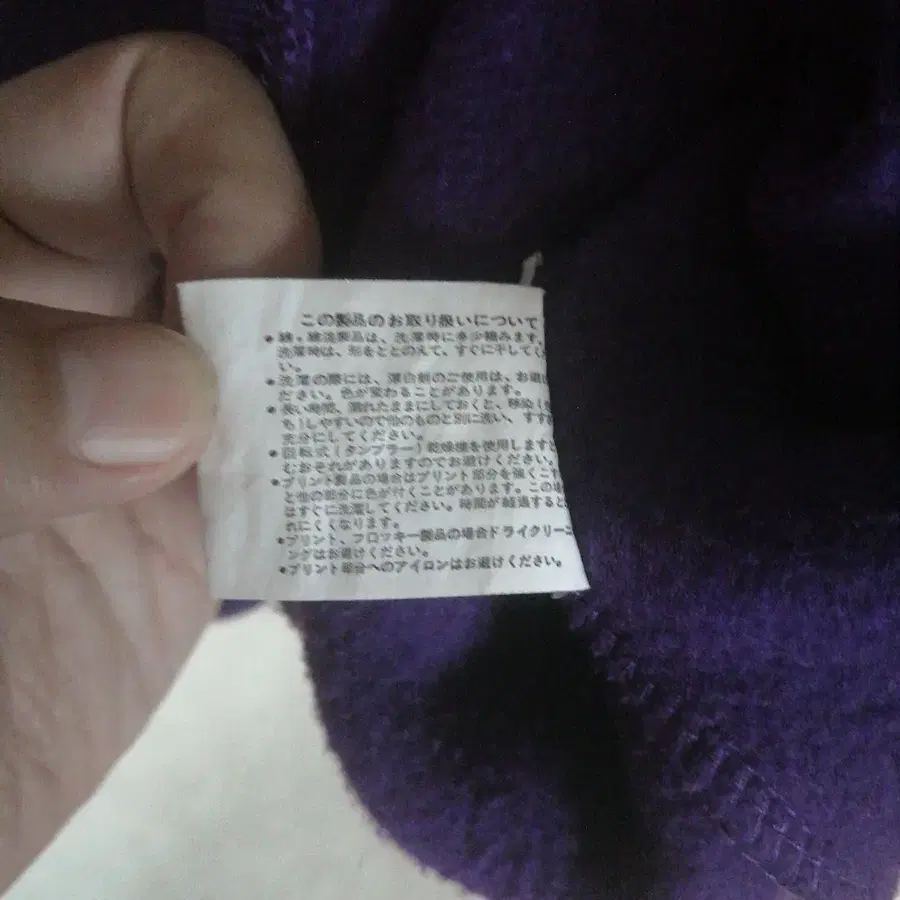 この製品のお取り扱いについて
●綿・綿混製品は、洗濯時に多少縮みます。
洗濯時は、形をととのえて、すぐに干してく
い。
●洗濯の際には、漂白剤のご使用は、お避け
ださい。色が変わることがあります。
●長い時間、濡れたままにしておくと、移染し
も)しやすいので他のものと別に洗い、すす
充分にしてください。
●回転式(タンブラー)乾燥機を使用しますと
むおそれがありますのでお避けください。
●プリント製品の場合はプリント部分を強くこす
と他の部分に色が付くことがあります。この場
はすぐに洗濯してください。時間が経過すると
れにくくなります。
●プリント、フロッキー製品の場合ドライクリーニ
ングはお避けください。
●プリント部分へのアイロンはお避けください。